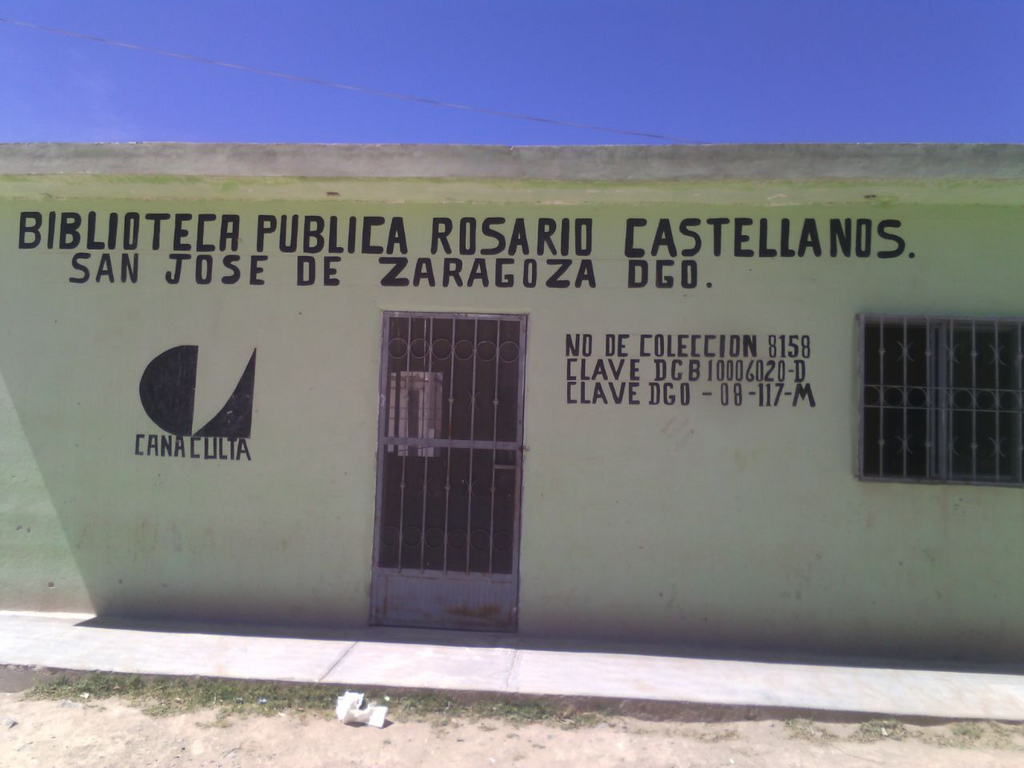 BIBLIOTECA PUBLICA ROSARIO CASTELLANOS.
SAN JOSE DE ZARAGOZA DGO.
CANACULTA
NO DE COLECCION 8158
CLAVE DGB 10006020-D
CLAVE DGO - 08-117-M